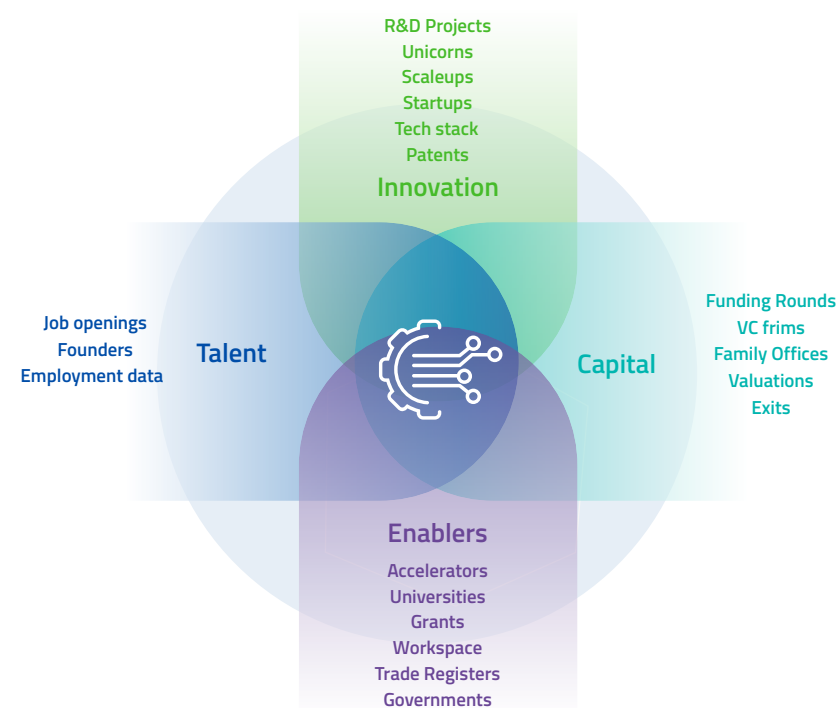 R&D Projects
Unicorns
Scaleups
Startups
Tech stack
Patents
Innovation
Job openings
Founders
Employment data
Talent
Capital
Funding Rounds
VC frims
Family Offices
Valuations
Exits
Enablers
Accelerators
Universities
Grants
Workspace
Trade Registers
Governments